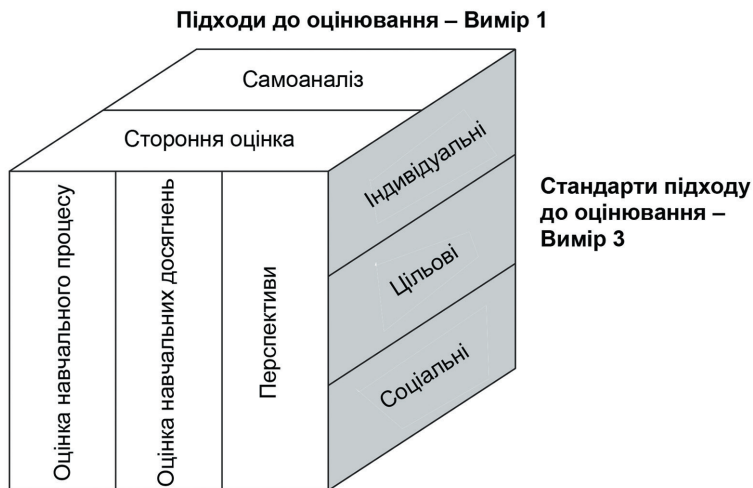 Підходи до оцінювання – Вимір 1
Самоаналіз
Стороння оцінка
Оцінка навчального процесу
Оцінка навчальних досягнень
Перспективи
Індивідуальні
Цільові
Соціальні
Стандарти підходу
до оцінювання –
Вимір 3